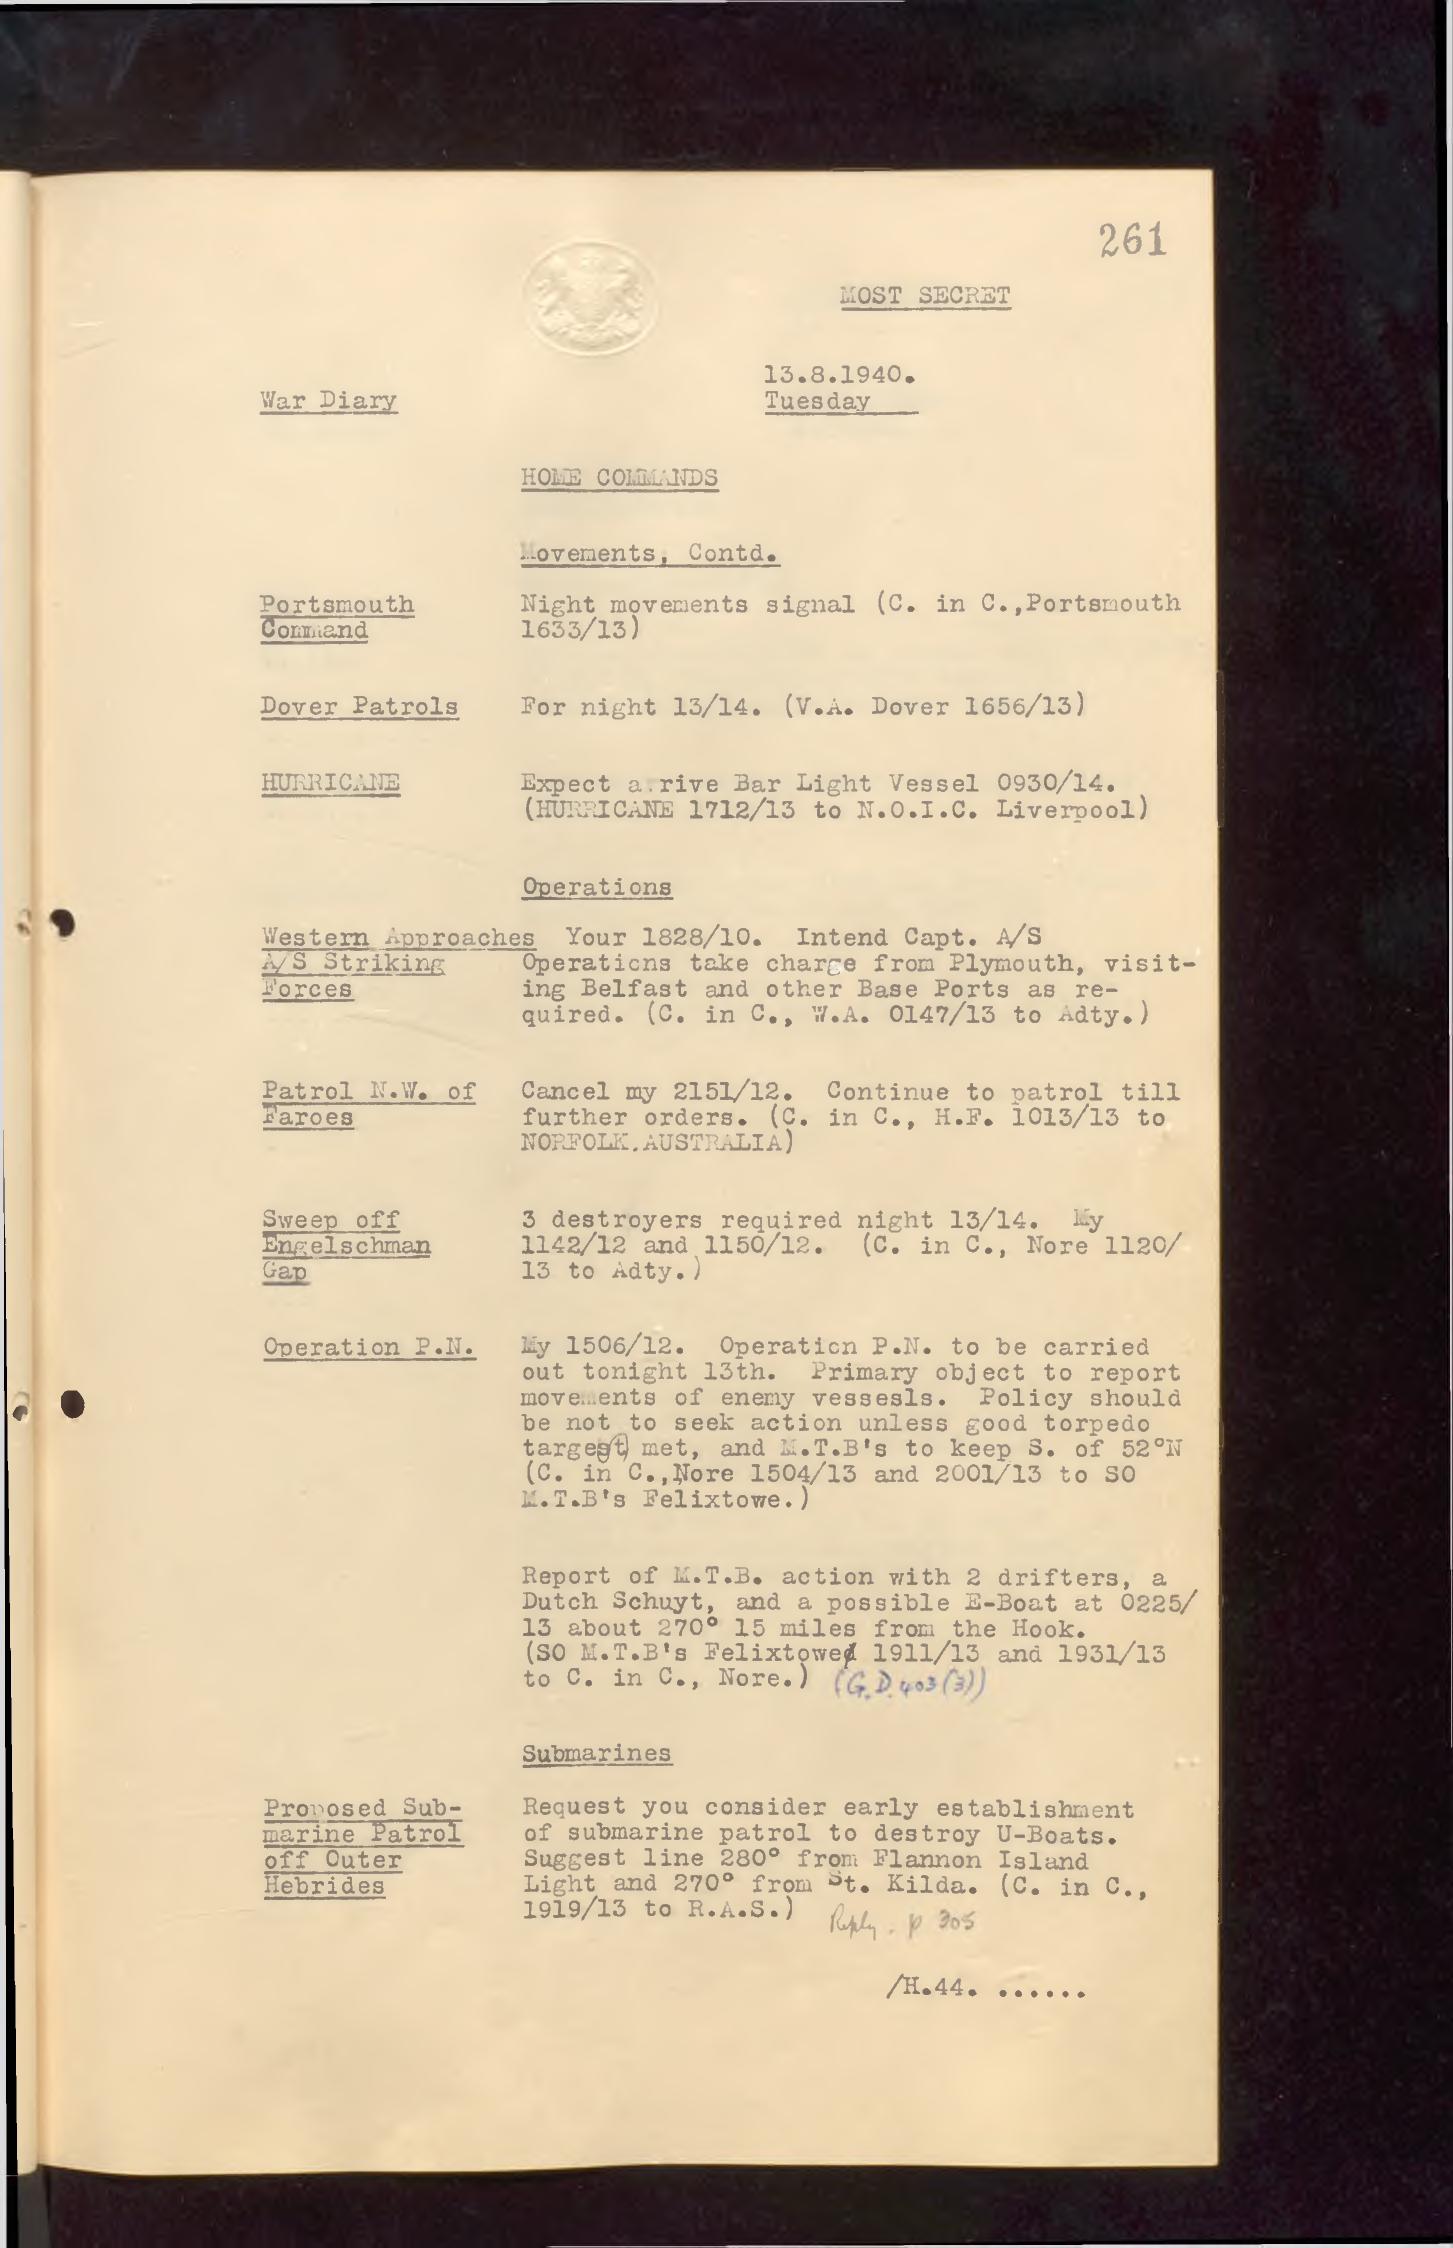 261
MOST SECRET
13.8.1940.
War Diary Tuesday
HOME COMMANDS
Movements, Contd.
Portsmouth Night movements signal (C. in C.,Portsmouth
Command 1633/13)
Dover Patrols For night 13/14. (V.A. Dover 1656/13)
HURRICANE Expect arrive Bar Light Vessel 0930/14.
(HURRICANE 1712/13 to N.O.I.C. Liverpool)
Operations
Western Approaches Your 1828/10. Intend Capt. A/S
A/S Striking Operations take charge from Plymouth, visit-
Forces ing Belfast and other Base Ports as re-
quired. (C. in C., W.A. 0147/13 to Adty.)
Patrol N.W. of Cancel my 2151/12. Continue to patrol till
Faroes further orders. (C. in C., H.F. 1013/13 to
NORFOLK.AUSTRALIA)
Sweep off 3 destroyers required night 13/14. My
Engelschman 1142/12 and 1150/12. (C. in C., Nore 1120/
Gap 13 to Adty.)
Operation P.N. My 1506/12. Operation P.N. to be carried
out tonight 13th. Primary object to report
movements of enemy vessesls. Policy should
be not to seek action unless good torpedo
target met, and M.T.B's to keep S. of 52°N
(C. in C.,Nore 1504/13 and 2001/13 to SO
M.T.B's Felixtowe.)
Report of M.T.B. action with 2 drifters, a
Dutch Schuyt, and a possible E-Boat at 0225/
13 about 270° 15 miles from the Hook.
(SO M.T.B's Felixtowe 1911/13 and 1931/13
to C. in C., Nore.) (G.D. 403(3))
Submarines
Proposed Sub- Request you consider early establishment
marine Patrol of submarine patrol to destroy U-Boats.
off Outer Suggest line 280° from Flannon Island
Hebrides Light and 270° from St. Kilda. (C. in C.,
1919/13 to R.A.S.) Reply. p 305
/H.44. ......